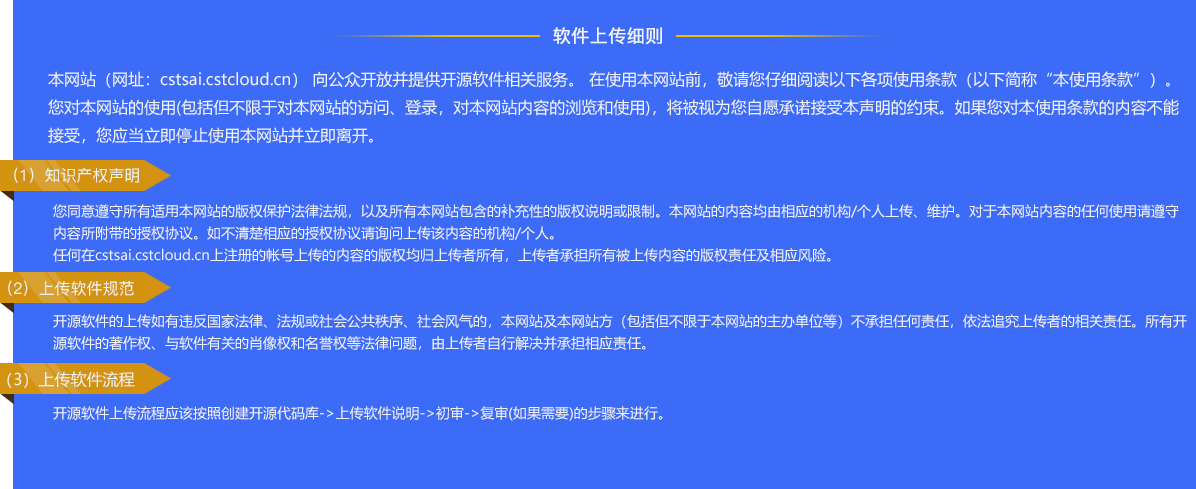 软件上传细则
本网站（网址：cstsai.cstcloud.cn） 向公众开放并提供开源软件相关服务。 在使用本网站前，敬请您仔细阅读以下各项使用条款（以下简称“本使用条款”）。
您对本网站的使用(包括但不限于对本网站的访问、登录，对本网站内容的浏览和使用)，将被视为您自愿承诺接受本声明的约束。如果您对本使用条款的内容不能
接受，您应当立即停止使用本网站并立即离开。
（1）知识产权声明
您同意遵守所有适用本网站的版权保护法律法规，以及所有本网站包含的补充性的版权说明或限制。本网站的内容均由相应的机构/个人上传、维护。对于本网站内容的任何使用请遵守
内容所附带的授权协议。如不清楚相应的授权协议请询问上传该内容的机构/个人。
任何在cstsai.cstcloud.cn上注册的帐号上传的内容的版权均归上传者所有，上传者承担所有被上传内容的版权责任及相应风险。
（2）上传软件规范
开源软件的上传如有违反国家法律、法规或社会公共秩序、社会风气的，本网站及本网站方（包括但不限于本网站的主办单位等）不承担任何责任，依法追究上传者的相关责任。所有开
源软件的著作权、与软件有关的肖像权和名誉权等法律问题，由上传者自行解决并承担相应责任。
（3）上传软件流程
开源软件上传流程应该按照创建开源代码库->上传软件说明->初审->复审(如果需要)的步骤来进行。